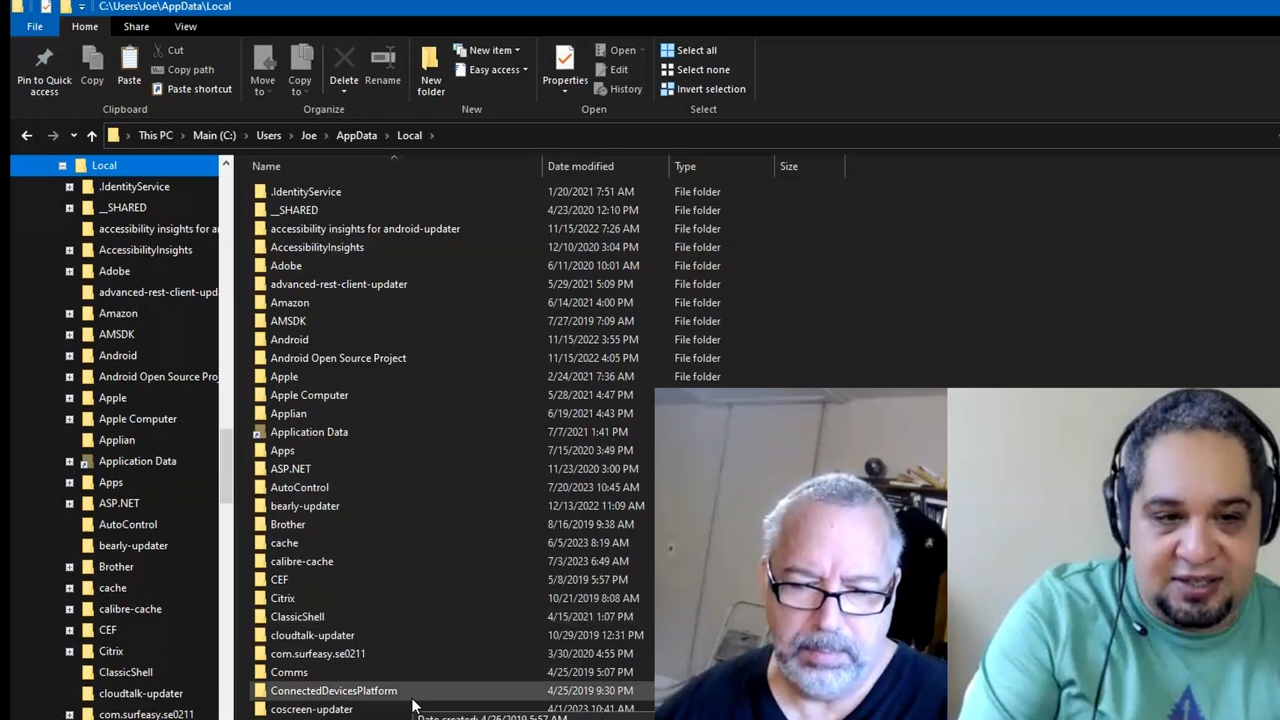 C:\Users\Joe\AppData\Local
File Home Share View
Pin to Quick access
Copy
Paste
Cut
Copy path
Paste shortcut
Clipboard
Move to
Copy to
Delete
Rename
Organize
New folder
New item
Easy access
New
Properties
Open
Edit
History
Open
Select all
Select none
Invert selection
Select
This PC Main (C:) Users Joe AppData Local
Local
.IdentityService
__SHARED
accessibility insights for
AccessibilityInsights
Adobe
advanced-rest-client-upd
Amazon
AMSDK
Android
Android Open Source Pro
Apple
Apple Computer
Applian
Application Data
Apps
ASP.NET
AutoControl
bearly-updater
Brother
cache
calibre-cache
CEF
Citrix
ClassicShell
cloudtalk-updater
com.surfeasy.se0211
Name Date modified Type Size
.IdentityService 1/20/2021 7:51 AM File folder
__SHARED 4/23/2020 12:10 PM File folder
accessibility insights for android-updater 11/15/2022 7:26 AM File folder
AccessibilityInsights 12/10/2020 3:04 PM File folder
Adobe 6/11/2020 10:01 AM File folder
advanced-rest-client-updater 5/29/2021 5:09 PM File folder
Amazon 6/14/2021 4:00 PM File folder
AMSDK 7/27/2019 7:09 AM File folder
Android 11/15/2022 3:55 PM File folder
Android Open Source Project 11/15/2022 4:05 PM File folder
Apple 2/24/2021 7:36 AM File folder
Apple Computer 5/28/2021 4:47 PM
Applian 6/19/2021 4:43 PM
Application Data 7/7/2021 1:41 PM
Apps 7/15/2020 3:49 PM
ASP.NET 11/23/2020 3:00 PM
AutoControl 7/20/2023 10:45 AM
bearly-updater 12/13/2022 11:09 AM
Brother 8/16/2019 9:38 AM
cache 6/5/2023 8:19 AM
calibre-cache 7/3/2023 6:49 AM
CEF 5/8/2019 5:57 PM
Citrix 10/21/2019 8:08 AM
ClassicShell 4/15/2021 1:07 PM
cloudtalk-updater 10/29/2019 12:31 PM
com.surfeasy.se0211 3/30/2020 4:55 PM
Comms 4/25/2019 5:07 PM
ConnectedDevicesPlatform 4/25/2019 9:30 PM
coscreen-updater 4/1/2023 10:41 AM
Date created: 4/26/2019 5:57 AM